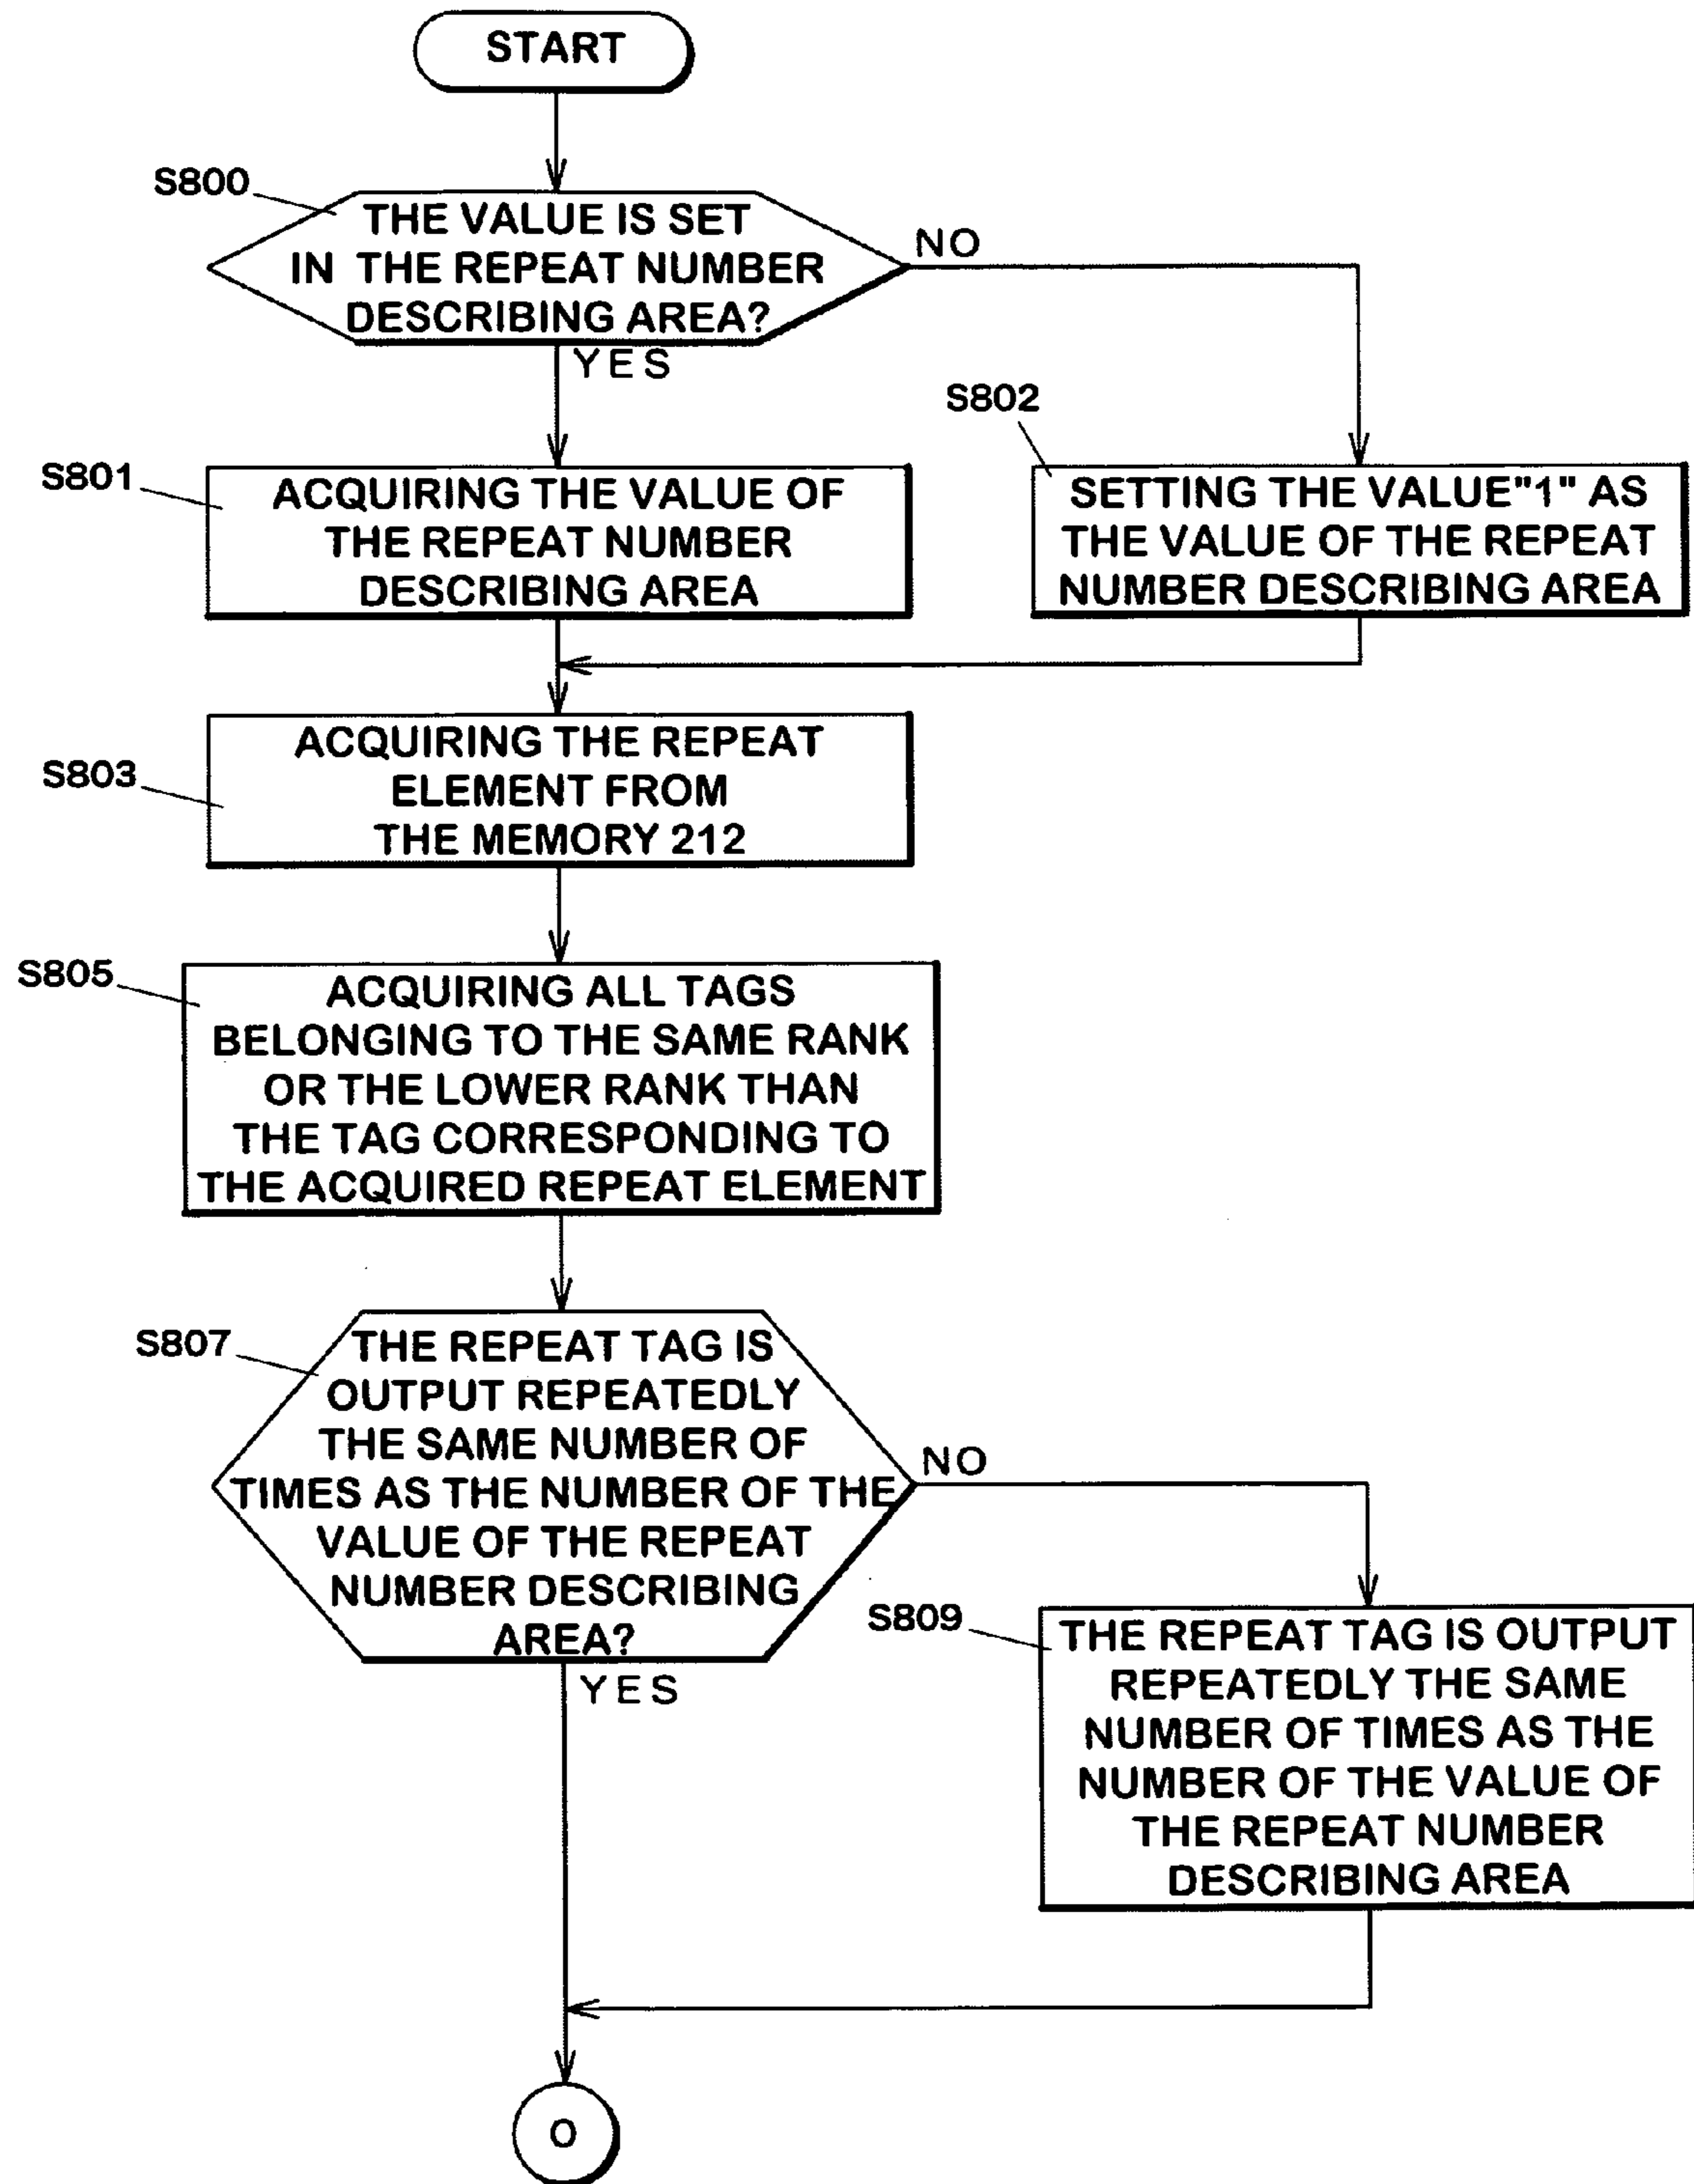 START
S800
THE VALUE IS SET
IN THE REPEAT NUMBER
DESCRIBING AREA?
NO
YES
S801
ACQUIRING THE VALUE OF
THE REPEAT NUMBER
DESCRIBING AREA
S802
SETTING THE VALUE"1" AS
THE VALUE OF THE REPEAT
NUMBER DESCRIBING AREA
S803
ACQUIRING THE REPEAT
ELEMENT FROM
THE MEMORY 212
S805
ACQUIRING ALL TAGS
BELONGING TO THE SAME RANK
OR THE LOWER RANK THAN
THE TAG CORRESPONDING TO
THE ACQUIRED REPEAT ELEMENT
S807
THE REPEAT TAG IS
OUTPUT REPEATEDLY
THE SAME NUMBER OF
TIMES AS THE NUMBER OF THE
VALUE OF THE REPEAT
NUMBER DESCRIBING
AREA?
NO
YES
S809
THE REPEAT TAG IS OUTPUT
REPEATEDLY THE SAME
NUMBER OF TIMES AS THE
NUMBER OF THE VALUE OF
THE REPEAT NUMBER
DESCRIBING AREA
O